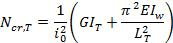 N_{cr,T} = \frac{1}{i_0^2}\left(GI_T + \frac{\pi^2 EI_w}{L_T^2}\right)